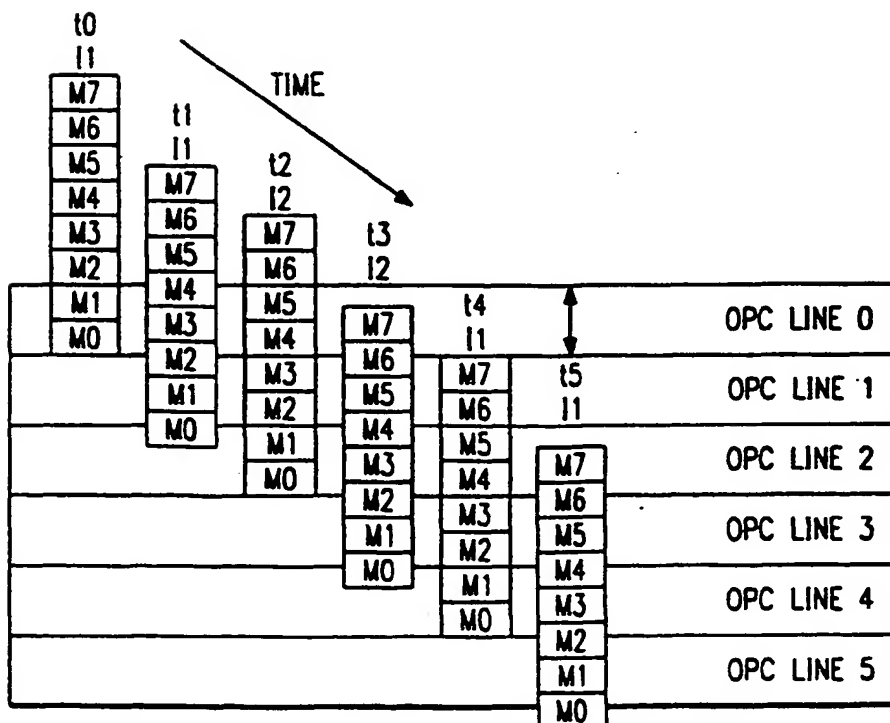 t0
I1
M7
M6
M5
M4
M3
M2
M1
M0
t1
I1
M7
M6
M5
M4
M3
M2
M1
M0
t2
I2
M7
M6
M5
M4
M3
M2
M1
M0
t3
I2
M7
M6
M5
M4
M3
M2
M1
M0
t4
I1
M7
M6
M5
M4
M3
M2
M1
M0
t5
I1
M7
M6
M5
M4
M3
M2
M1
M0
TIME
OPC LINE 0
OPC LINE 1
OPC LINE 2
OPC LINE 3
OPC LINE 4
OPC LINE 5